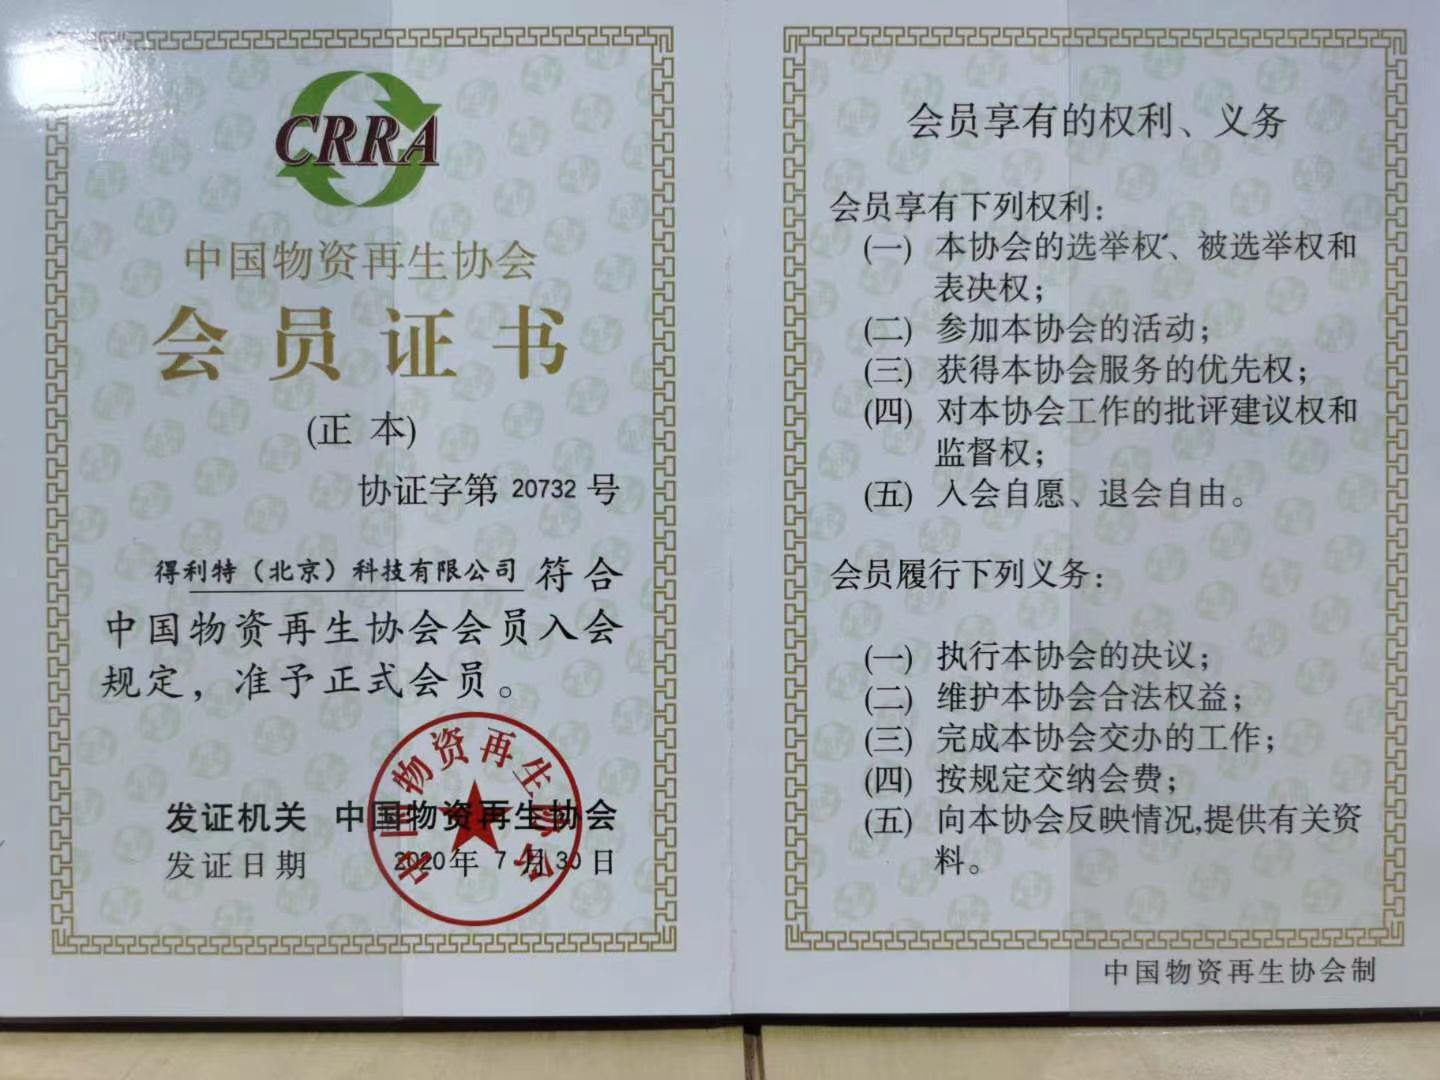 CRRA
中国物资再生协会
会员证书
(正 本)
协证字第 20732 号
得利特（北京）科技有限公司 符合
中国物资再生协会会员入会
规定，准予正式会员。
中国物资再生协会
发证机关 中国物资再生协会
发证日期 2020年 7 月 30 日
会员享有的权利、义务
会员享有下列权利：
(一) 本协会的选举权、被选举权和
表决权；
(二) 参加本协会的活动；
(三) 获得本协会服务的优先权；
(四) 对本协会工作的批评建议权和
监督权；
(五) 入会自愿、退会自由。
会员履行下列义务：
(一) 执行本协会的决议；
(二) 维护本协会合法权益；
(三) 完成本协会交办的工作；
(四) 按规定交纳会费；
(五) 向本协会反映情况,提供有关资
料。
中国物资再生协会制